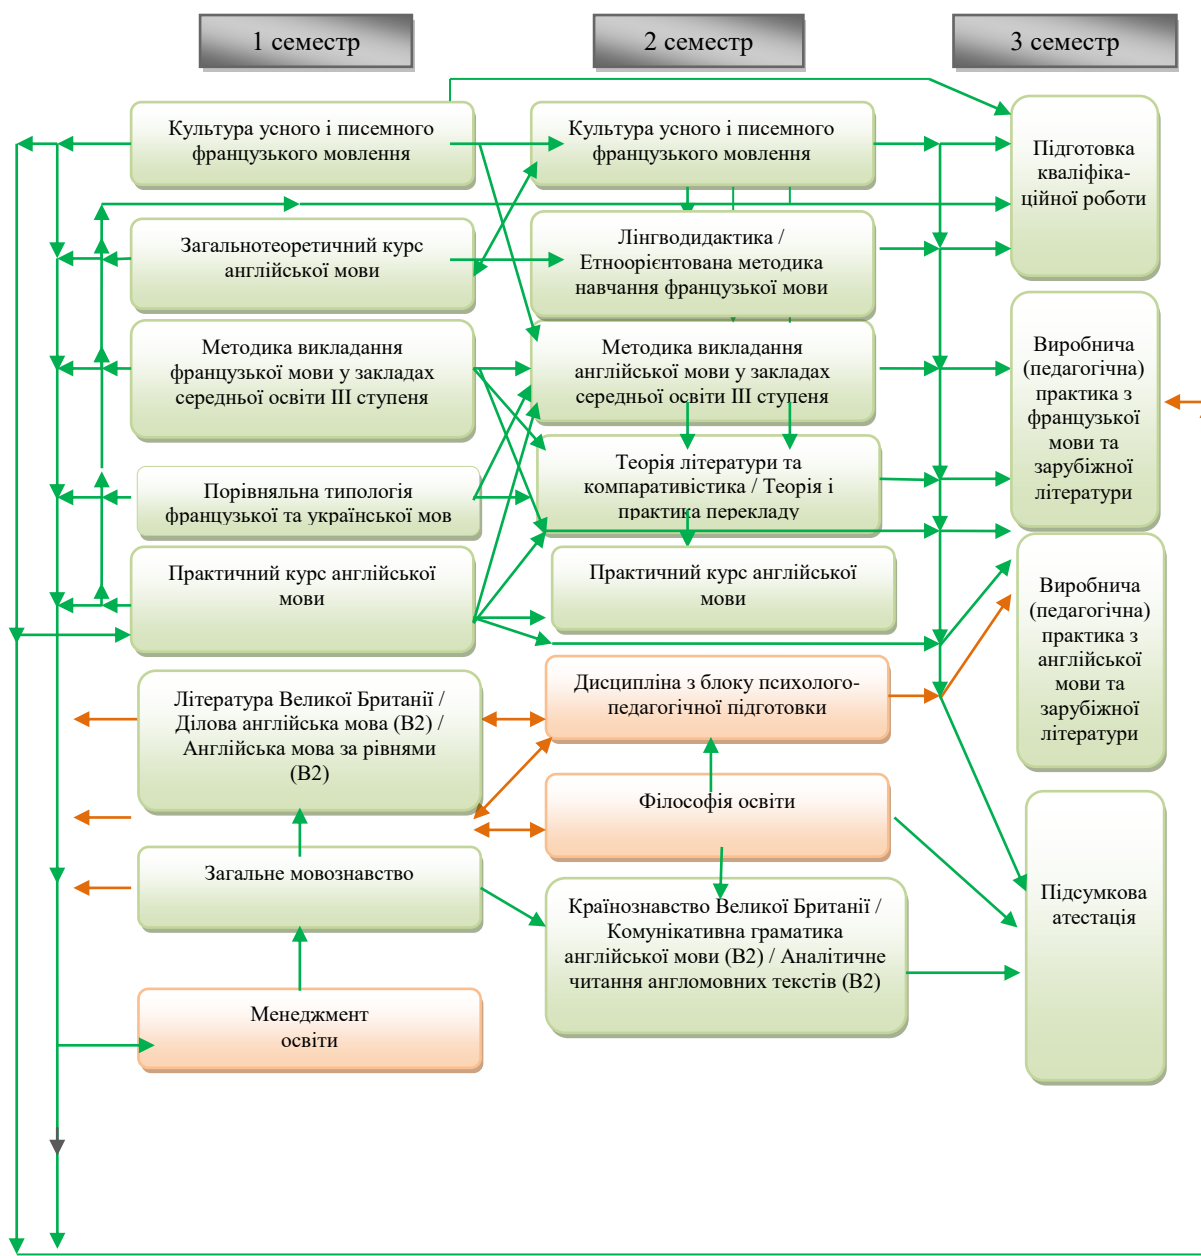 1 семестр
2 семестр
3 семестр
Культура усного і писемного
французького мовлення
Загальнотеоретичний курс
англійської мови
Методика викладання
французької мови у закладах
середньої освіти ІІІ ступеня
Порівняльна типологія
французької та української мов
Практичний курс англійської
мови
Література Великої Британії /
Ділова англійська мова (В2) /
Англійська мова за рівнями
(В2)
Загальне мовознавство
Менеджмент
освіти
Культура усного і писемного
французького мовлення
Лінгводидактика /
Етноорієнтована методика
навчання французької мови
Методика викладання
англійської мови у закладах
середньої освіти ІІІ ступеня
Теорія літератури та
компаративістика / Теорія і
практика перекладу
Практичний курс англійської
мови
Дисципліна з блоку психолого-
педагогічної підготовки
Філософія освіти
Країнознавство Великої Британії /
Комунікативна граматика
англійської мови (В2) / Аналітичне
читання англомовних текстів (В2)
Підготовка
кваліфіка-
ційної роботи
Виробнича
(педагогічна)
практика з
французької
мови та
зарубіжної
літератури
Виробнича
(педагогічна)
практика з
англійської
мови та
зарубіжної
літератури
Підсумкова
атестація